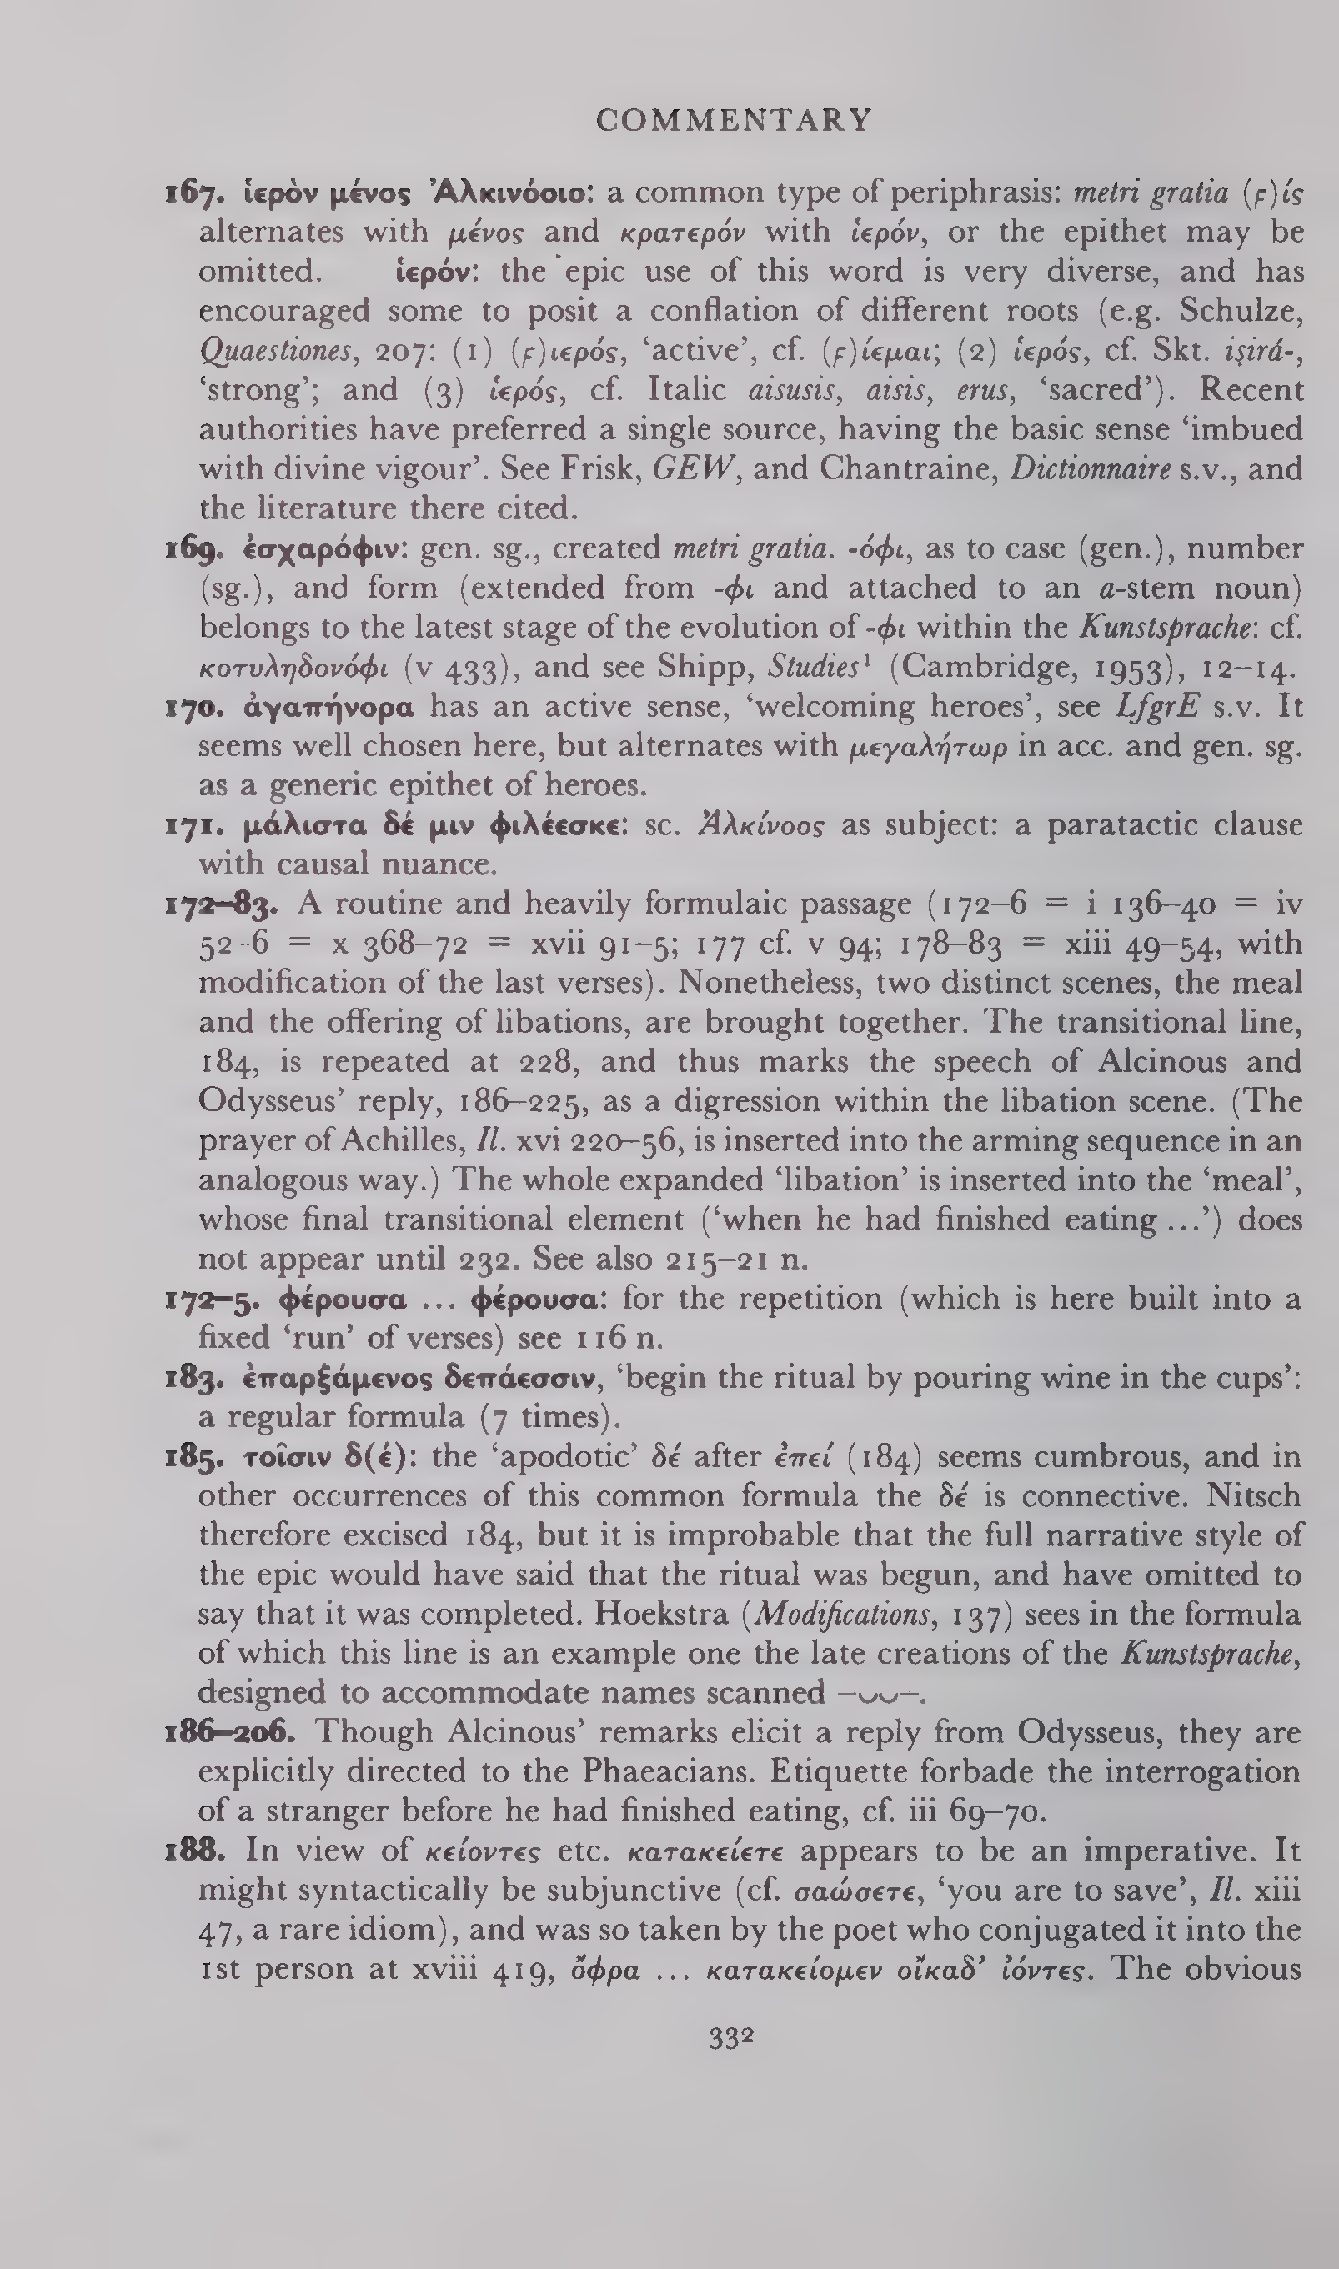 COMMENTARY
167. ἱερὸν μένος Ἀλκινόοιο: a common type of periphrasis: metri gratia (ϝ)ίς
alternates with μένος and κρατερόν with ἱερόν, or the epithet may be
omitted. ἱερόν: the epic use of this word is very diverse, and has
encouraged some to posit a conflation of different roots (e.g. Schulze,
Quaestiones, 207: (1) (ϝ)ιερός, ‘active’, cf. (ϝ)ίεμαι; (2) ἱερός, cf. Skt. iṣirá-,
‘strong’; and (3) ἱερός, cf. Italic aisusis, aisis, erus, ‘sacred’). Recent
authorities have preferred a single source, having the basic sense ‘imbued
with divine vigour’. See Frisk, GEW, and Chantraine, Dictionnaire s.v., and
the literature there cited.
169. ἐσχαρόφιν: gen. sg., created metri gratia. -όφι, as to case (gen.), number
(sg.), and form (extended from -φι and attached to an a-stem noun)
belongs to the latest stage of the evolution of -φι within the Kunstsprache: cf.
κοτυληδονόφι (v 433), and see Shipp, Studies¹ (Cambridge, 1953), 12–14.
170. ἀγαπήνορα has an active sense, ‘welcoming heroes’, see LfgrE s.v. It
seems well chosen here, but alternates with μεγαλήτωρ in acc. and gen. sg.
as a generic epithet of heroes.
171. μάλιστα δέ μιν φιλέεσκε: sc. Ἀλκίνοος as subject: a paratactic clause
with causal nuance.
172–83. A routine and heavily formulaic passage (172–6 = i 136–40 = iv
52–6 = x 368–72 = xvii 91–5; 177 cf. v 94; 178–83 = xiii 49–54, with
modification of the last verses). Nonetheless, two distinct scenes, the meal
and the offering of libations, are brought together. The transitional line,
184, is repeated at 228, and thus marks the speech of Alcinous and
Odysseus’ reply, 186–225, as a digression within the libation scene. (The
prayer of Achilles, Il. xvi 220–56, is inserted into the arming sequence in an
analogous way.) The whole expanded ‘libation’ is inserted into the ‘meal’,
whose final transitional element (‘when he had finished eating ...’) does
not appear until 232. See also 215–21 n.
172–5. φέρουσα ... φέρουσα: for the repetition (which is here built into a
fixed ‘run’ of verses) see 116 n.
183. ἐπαρξάμενος δεπάεσσιν, ‘begin the ritual by pouring wine in the cups’:
a regular formula (7 times).
185. τοῖσιν δ(έ): the ‘apodotic’ δέ after ἐπεί (184) seems cumbrous, and in
other occurrences of this common formula the δέ is connective. Nitsch
therefore excised 184, but it is improbable that the full narrative style of
the epic would have said that the ritual was begun, and have omitted to
say that it was completed. Hoekstra (Modifications, 137) sees in the formula
of which this line is an example one the late creations of the Kunstsprache,
designed to accommodate names scanned –⏑⏑–.
186–206. Though Alcinous’ remarks elicit a reply from Odysseus, they are
explicitly directed to the Phaeacians. Etiquette forbade the interrogation
of a stranger before he had finished eating, cf. iii 69–70.
188. In view of κείοντες etc. κατακείετε appears to be an imperative. It
might syntactically be subjunctive (cf. σαώσετε, ‘you are to save’, Il. xiii
47, a rare idiom), and was so taken by the poet who conjugated it into the
1st person at xviii 419, ὄφρα ... κατακείομεν οἴκαδ’ ἰόντες. The obvious
332